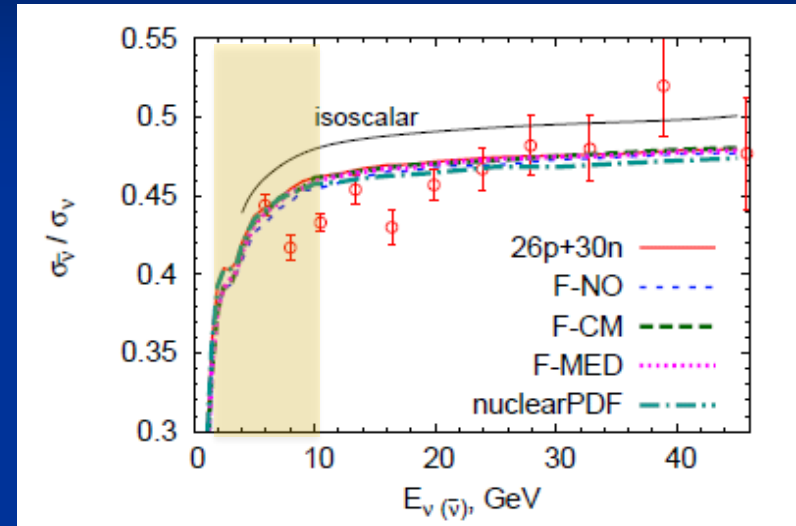 0.55
0.5
0.45
0.4
0.35
0.3
σν̄ / σν
isoscalar
26p+30n
F-NO
F-CM
F-MED
nuclearPDF
0 10 20 30 40
Eν (ν̄), GeV